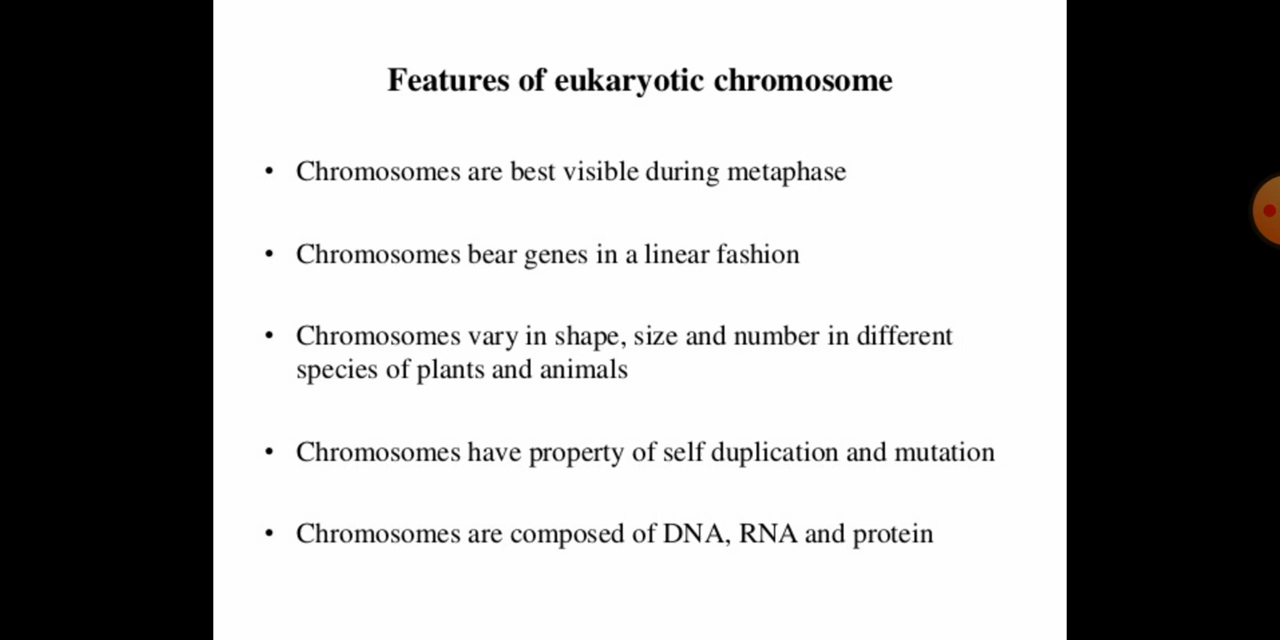 Features of eukaryotic chromosome
• Chromosomes are best visible during metaphase
• Chromosomes bear genes in a linear fashion
• Chromosomes vary in shape, size and number in different
species of plants and animals
• Chromosomes have property of self duplication and mutation
• Chromosomes are composed of DNA, RNA and protein